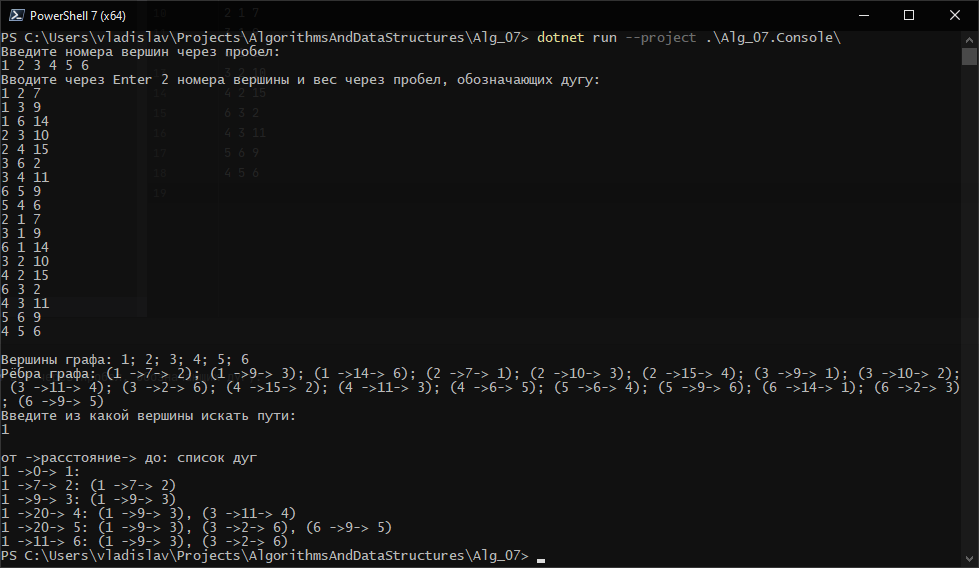 PowerShell 7 (x64)
PS C:\Users\vladislav\Projects\AlgorithmsAndDataStructures\Alg_07> dotnet run --project .\Alg_07.Console\
Введите номера вершин через пробел:
1 2 3 4 5 6
Вводите через Enter 2 номера вершины и вес через пробел, обозначающих дугу:
1 2 7
1 3 9
1 6 14
2 3 10
2 4 15
3 6 2
3 4 11
6 5 9
5 4 6
2 1 7
3 1 9
6 1 14
3 2 10
4 2 15
6 3 2
4 3 11
5 6 9
4 5 6
Вершины графа: 1; 2; 3; 4; 5; 6
Рёбра графа: (1 ->7-> 2); (1 ->9-> 3); (1 ->14-> 6); (2 ->7-> 1); (2 ->10-> 3); (2 ->15-> 4); (3 ->9-> 1); (3 ->10-> 2);
(3 ->11-> 4); (3 ->2-> 6); (4 ->15-> 2); (4 ->11-> 3); (4 ->6-> 5); (5 ->6-> 4); (5 ->9-> 6); (6 ->14-> 1); (6 ->2-> 3)
; (6 ->9-> 5)
Введите из какой вершины искать пути:
1
от ->расстояние-> до: список дуг
1 ->0-> 1:
1 ->7-> 2: (1 ->7-> 2)
1 ->9-> 3: (1 ->9-> 3)
1 ->20-> 4: (1 ->9-> 3), (3 ->11-> 4)
1 ->20-> 5: (1 ->9-> 3), (3 ->2-> 6), (6 ->9-> 5)
1 ->11-> 6: (1 ->9-> 3), (3 ->2-> 6)
PS C:\Users\vladislav\Projects\AlgorithmsAndDataStructures\Alg_07>